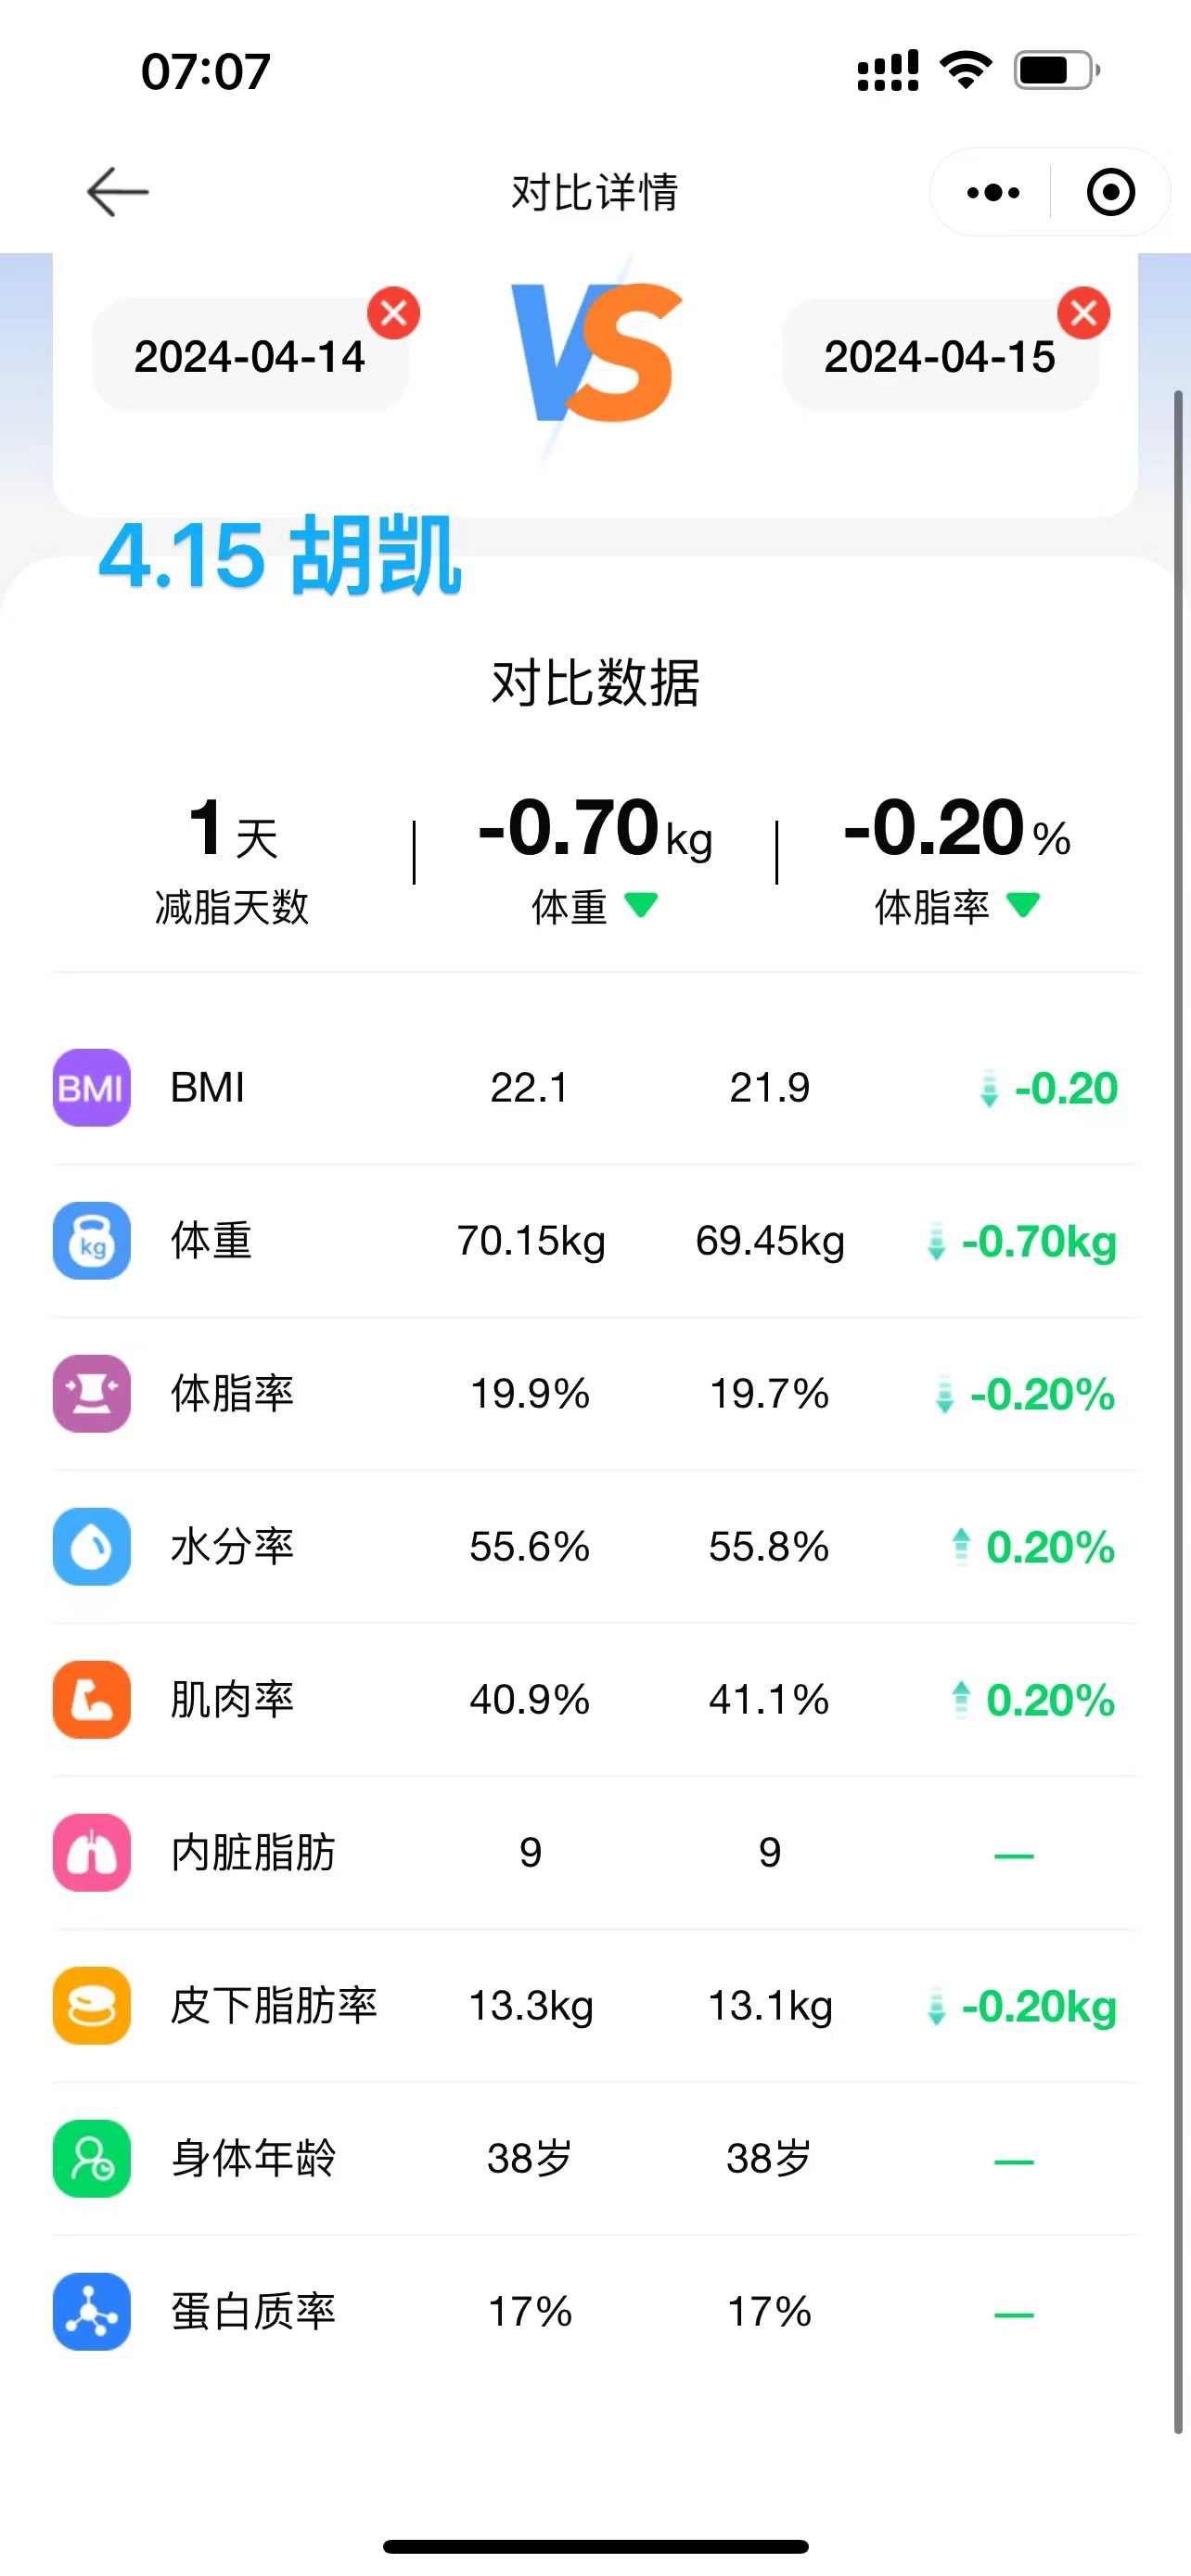 07:07
对比详情
2024-04-14 VS 2024-04-15
4.15 胡凯
对比数据
1天 -0.70kg -0.20%
减脂天数 体重 体脂率
BMI BMI 22.1 21.9 -0.20
kg 体重 70.15kg 69.45kg -0.70kg
体脂率 19.9% 19.7% -0.20%
水分率 55.6% 55.8% 0.20%
肌肉率 40.9% 41.1% 0.20%
内脏脂肪 9 9 —
皮下脂肪率 13.3kg 13.1kg -0.20kg
身体年龄 38岁 38岁 —
蛋白质率 17% 17% —